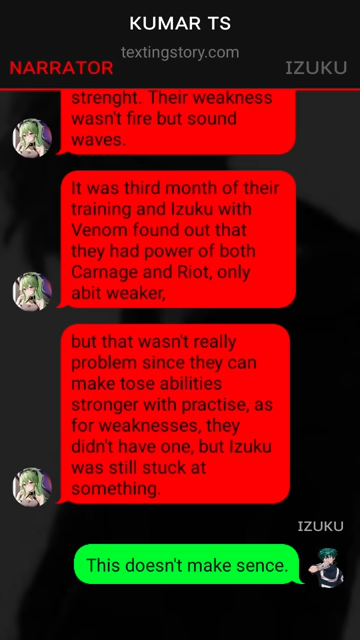 KUMAR TS
textingstory.com
NARRATOR
IZUKU
strenght. Their weakness
wasn't fire but sound
waves.
It was third month of their
training and Izuku with
Venom found out that
they had power of both
Carnage and Riot, only
abit weaker,
but that wasn't really
problem since they can
make tose abilities
stronger with practise, as
for weaknesses, they
didn't have one, but Izuku
was still stuck at
something.
IZUKU
This doesn't make sence.